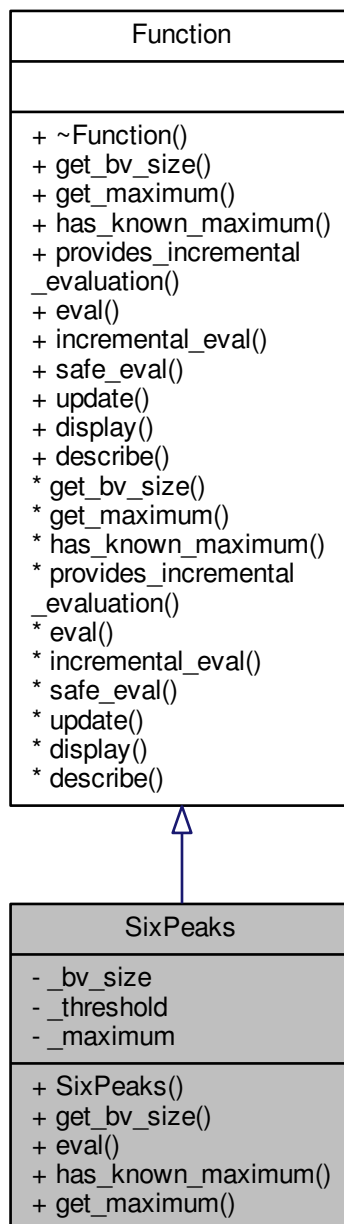 Function
+ ~Function()
+ get_bv_size()
+ get_maximum()
+ has_known_maximum()
+ provides_incremental
_evaluation()
+ eval()
+ incremental_eval()
+ safe_eval()
+ update()
+ display()
+ describe()
* get_bv_size()
* get_maximum()
* has_known_maximum()
* provides_incremental
_evaluation()
* eval()
* incremental_eval()
* safe_eval()
* update()
* display()
* describe()
SixPeaks
- _bv_size
- _threshold
- _maximum
+ SixPeaks()
+ get_bv_size()
+ eval()
+ has_known_maximum()
+ get_maximum()